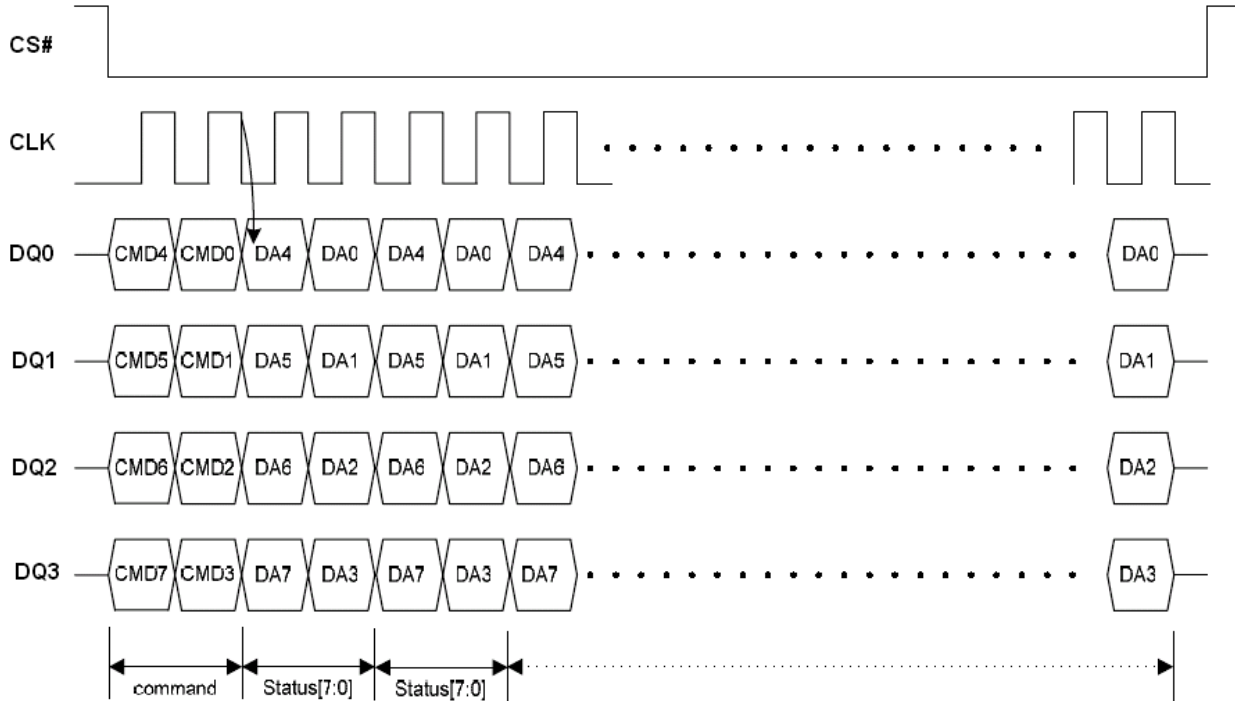 CS#
CLK
DQ0 CMD4 CMD0 DA4 DA0 DA4 DA0 DA4 DA0
DQ1 CMD5 CMD1 DA5 DA1 DA5 DA1 DA5 DA1
DQ2 CMD6 CMD2 DA6 DA2 DA6 DA2 DA6 DA2
DQ3 CMD7 CMD3 DA7 DA3 DA7 DA3 DA7 DA3
command Status[7:0] Status[7:0]